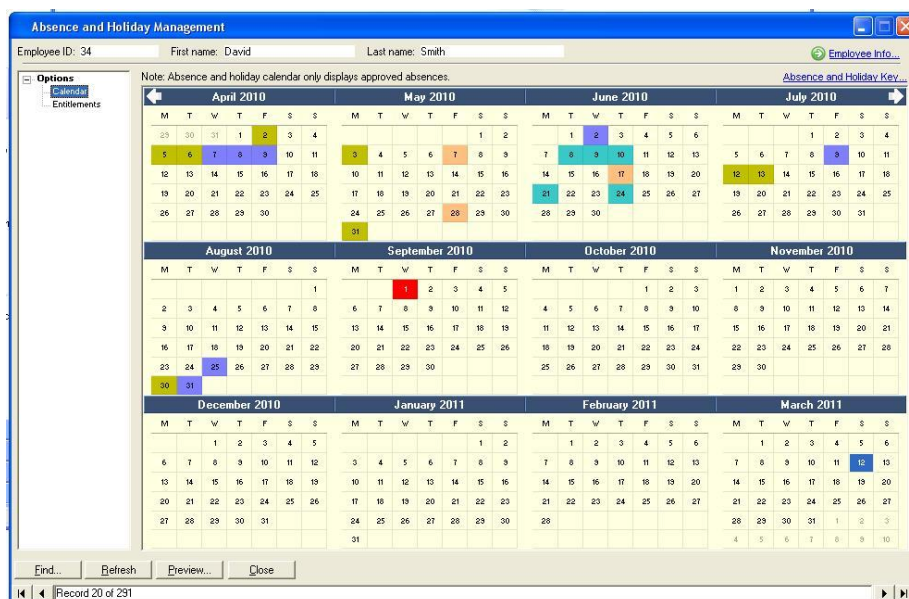 Absence and Holiday Management
Employee ID: 34 First name: David Last name: Smith
Employee Info...
Options
Calendar
Entitlements
Note: Absence and holiday calendar only displays approved absences.
Absence and Holiday Key...
April 2010 May 2010 June 2010 July 2010
M T W T F S S M T W T F S S M T W T F S S M T W T F S S
29 30 31 1 2 3 4 1 2 1 2 3 4 5 6 1 2 3 4
5 6 7 8 9 10 11 3 4 5 6 7 8 9 7 8 9 10 11 12 13 5 6 7 8 9 10 11
12 13 14 15 16 17 18 10 11 12 13 14 15 16 14 15 16 17 18 19 20 12 13 14 15 16 17 18
19 20 21 22 23 24 25 17 18 19 20 21 22 23 21 22 23 24 25 26 27 19 20 21 22 23 24 25
26 27 28 29 30 24 25 26 27 28 29 30 28 29 30 26 27 28 29 30 31
31
August 2010 September 2010 October 2010 November 2010
M T W T F S S M T W T F S S M T W T F S S M T W T F S S
1 1 2 3 4 5 1 2 3 1 2 3 4 5 6 7
2 3 4 5 6 7 8 6 7 8 9 10 11 12 4 5 6 7 8 9 10 8 9 10 11 12 13 14
9 10 11 12 13 14 15 13 14 15 16 17 18 19 11 12 13 14 15 16 17 15 16 17 18 19 20 21
16 17 18 19 20 21 22 20 21 22 23 24 25 26 18 19 20 21 22 23 24 22 23 24 25 26 27 28
23 24 25 26 27 28 29 27 28 29 30 25 26 27 28 29 30 31 29 30
30 31
December 2010 January 2011 February 2011 March 2011
M T W T F S S M T W T F S S M T W T F S S M T W T F S S
1 2 3 4 5 1 2 1 2 3 4 5 6 1 2 3 4 5 6
6 7 8 9 10 11 12 3 4 5 6 7 8 9 7 8 9 10 11 12 13 7 8 9 10 11 12 13
13 14 15 16 17 18 19 10 11 12 13 14 15 16 14 15 16 17 18 19 20 14 15 16 17 18 19 20
20 21 22 23 24 25 26 17 18 19 20 21 22 23 21 22 23 24 25 26 27 21 22 23 24 25 26 27
27 28 29 30 31 24 25 26 27 28 29 30 28 28 29 30 31 1 2 3
31 4 5 6 7 8 9 10
Find... Refresh Preview... Close
Record 20 of 291